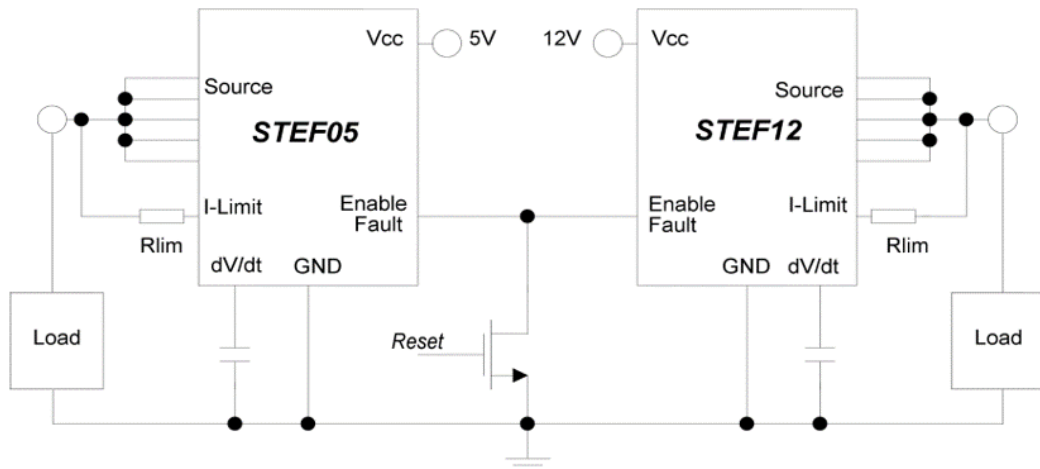 Vcc
5V
Source
STEF05
I-Limit
Enable
Fault
Rlim
dV/dt
GND
Load
Reset
12V
Vcc
Source
STEF12
Enable
Fault
I-Limit
Rlim
GND
dV/dt
Load